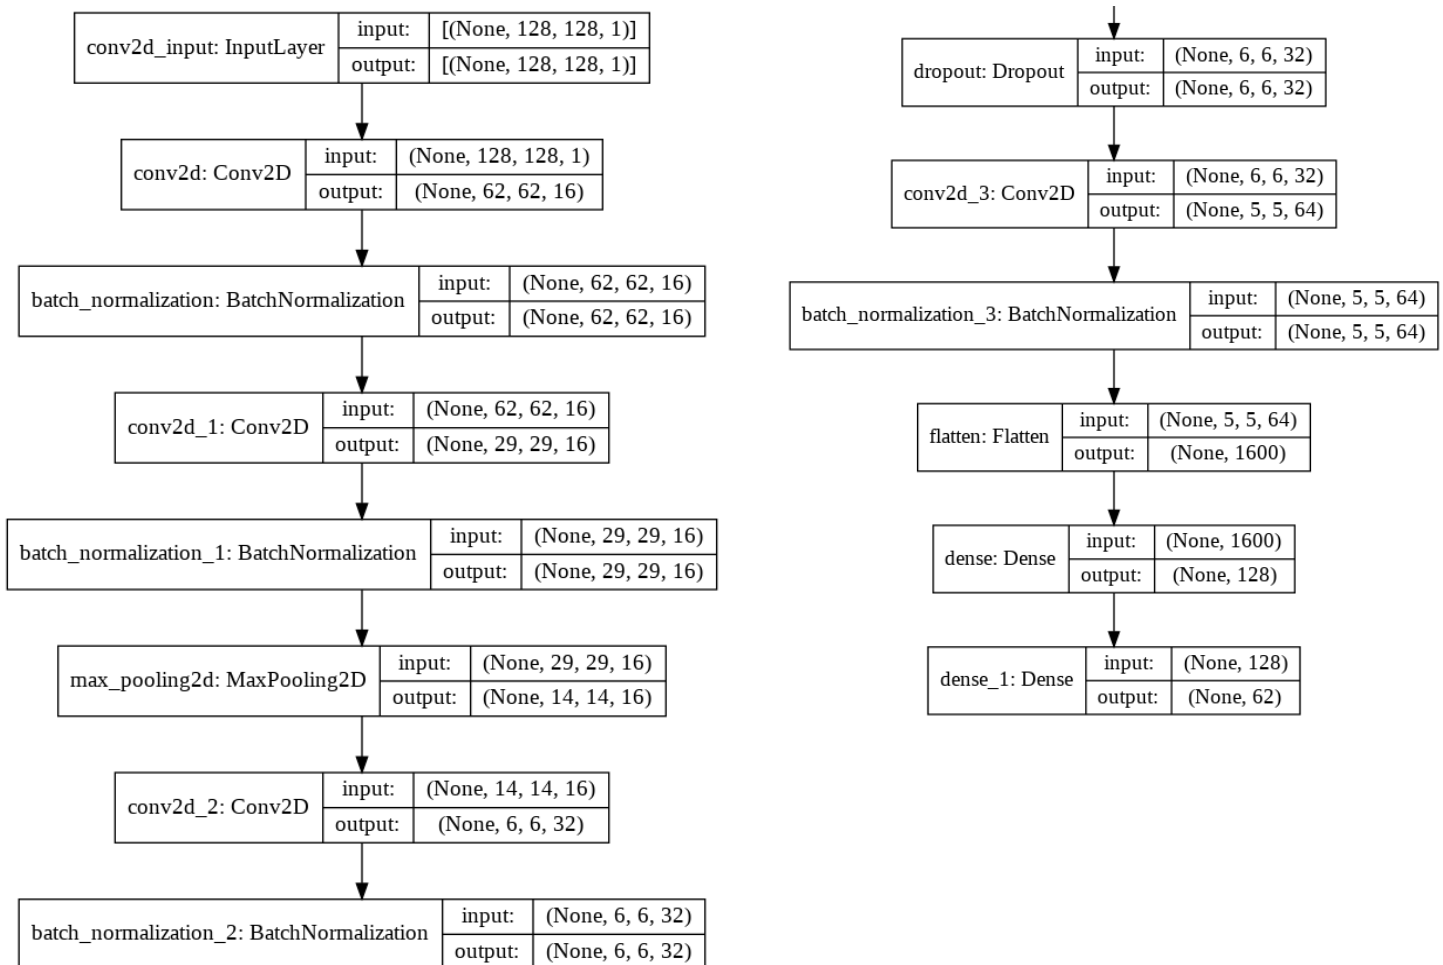 conv2d_input: InputLayer
input:
[(None, 128, 128, 1)]
output:
[(None, 128, 128, 1)]
conv2d: Conv2D
input:
(None, 128, 128, 1)
output:
(None, 62, 62, 16)
batch_normalization: BatchNormalization
input:
(None, 62, 62, 16)
output:
(None, 62, 62, 16)
conv2d_1: Conv2D
input:
(None, 62, 62, 16)
output:
(None, 29, 29, 16)
batch_normalization_1: BatchNormalization
input:
(None, 29, 29, 16)
output:
(None, 29, 29, 16)
max_pooling2d: MaxPooling2D
input:
(None, 29, 29, 16)
output:
(None, 14, 14, 16)
conv2d_2: Conv2D
input:
(None, 14, 14, 16)
output:
(None, 6, 6, 32)
batch_normalization_2: BatchNormalization
input:
(None, 6, 6, 32)
output:
(None, 6, 6, 32)
dropout: Dropout
input:
(None, 6, 6, 32)
output:
(None, 6, 6, 32)
conv2d_3: Conv2D
input:
(None, 6, 6, 32)
output:
(None, 5, 5, 64)
batch_normalization_3: BatchNormalization
input:
(None, 5, 5, 64)
output:
(None, 5, 5, 64)
flatten: Flatten
input:
(None, 5, 5, 64)
output:
(None, 1600)
dense: Dense
input:
(None, 1600)
output:
(None, 128)
dense_1: Dense
input:
(None, 128)
output:
(None, 62)